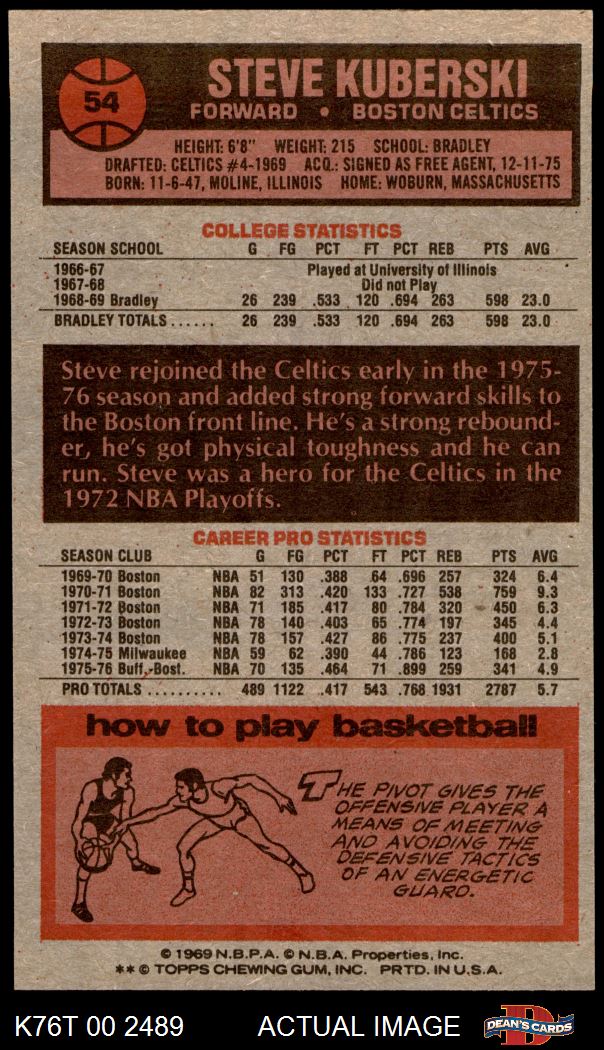 54
STEVE KUBERSKI
FORWARD • BOSTON CELTICS
HEIGHT: 6'8" WEIGHT: 215 SCHOOL: BRADLEY
DRAFTED: CELTICS #4-1969 ACQ.: SIGNED AS FREE AGENT, 12-11-75
BORN: 11-6-47, MOLINE, ILLINOIS HOME: WOBURN, MASSACHUSETTS
COLLEGE STATISTICS
SEASON SCHOOL G FG PCT FT PCT REB PTS AVG
1966-67 Played at University of Illinois
1967-68 Did not Play
1968-69 Bradley 26 239 .533 120 .694 263 598 23.0
BRADLEY TOTALS...... 26 239 .533 120 .694 263 598 23.0
Steve rejoined the Celtics early in the 1975-
76 season and added strong forward skills to
the Boston front line. He's a strong rebound-
er, he's got physical toughness and he can
run. Steve was a hero for the Celtics in the
1972 NBA Playoffs.
CAREER PRO STATISTICS
SEASON CLUB G FG PCT FT PCT REB PTS AVG
1969-70 Boston NBA 51 130 .388 64 .696 257 324 6.4
1970-71 Boston NBA 82 313 .420 133 .727 538 759 9.3
1971-72 Boston NBA 71 185 .417 80 .784 320 450 6.3
1972-73 Boston NBA 78 140 .403 65 .774 197 345 4.4
1973-74 Boston NBA 78 157 .427 86 .775 237 400 5.1
1974-75 Milwaukee NBA 59 62 .390 44 .786 123 168 2.8
1975-76 Buff.-Bost. NBA 70 135 .464 71 .899 259 341 4.9
PRO TOTALS .......... 489 1122 .417 543 .768 1931 2787 5.7
how to play basketball
THE PIVOT GIVES THE
OFFENSIVE PLAYER A
MEANS OF MEETING
AND AVOIDING THE
DEFENSIVE TACTICS
OF AN ENERGETIC
GUARD.
© 1969 N.B.P.A. © N.B.A. Properties, Inc.
** © TOPPS CHEWING GUM, INC. PRTD. IN U.S.A.
K76T 00 2489 ACTUAL IMAGE D DEAN'S CARDS